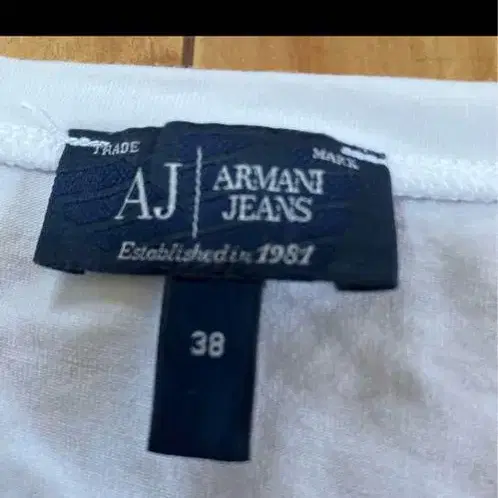 TRADE MARK
AJ ARMANI
JEANS
Established in 1981
38